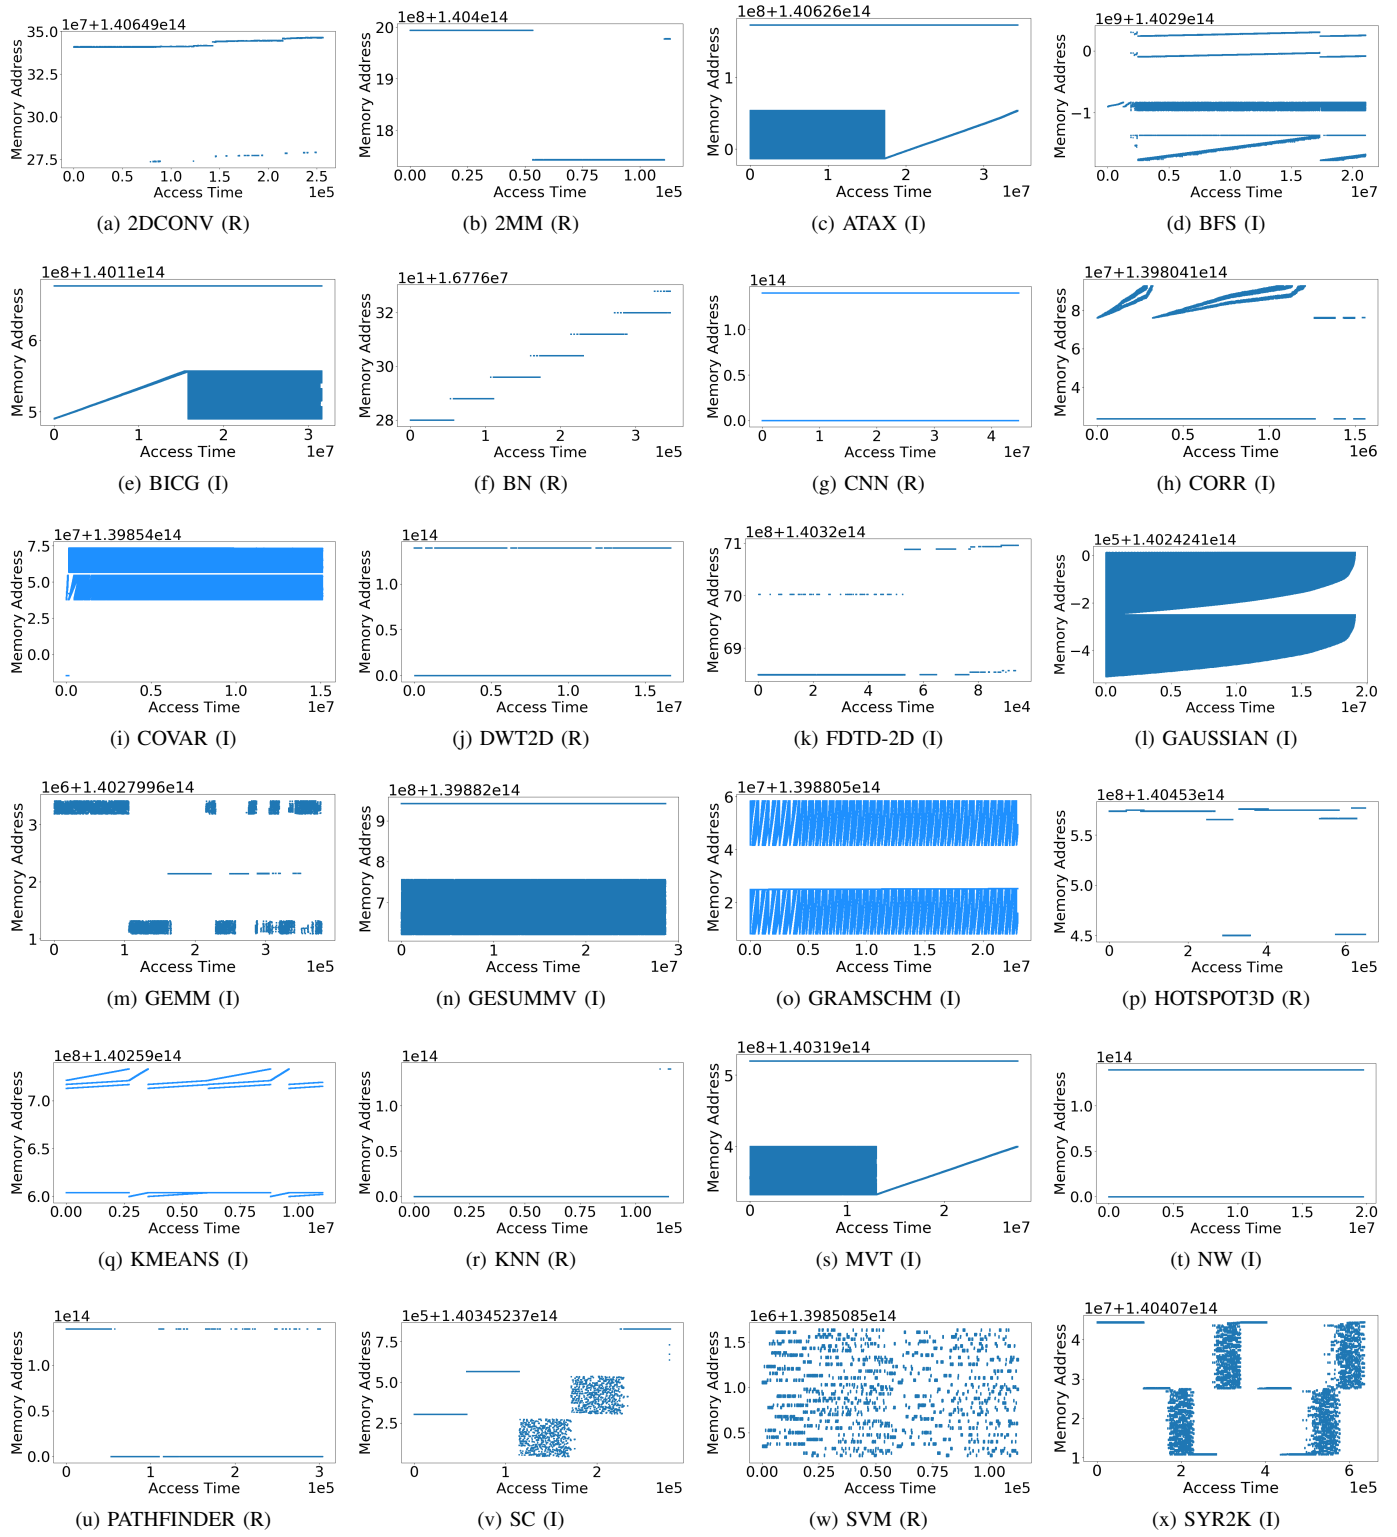 1e7+1.40649e14
Memory Address
35.0
32.5
30.0
27.5
0.0 0.5 1.0 1.5 2.0 2.5
Access Time 1e5
(a) 2DCONV (R)
1e8+1.404e14
Memory Address
20
19
18
0.00 0.25 0.50 0.75 1.00
Access Time 1e5
(b) 2MM (R)
1e8+1.40626e14
Memory Address
1
0
0 1 2 3
Access Time 1e7
(c) ATAX (I)
1e9+1.4029e14
Memory Address
0
−1
0.0 0.5 1.0 1.5 2.0
Access Time 1e7
(d) BFS (I)
1e8+1.4011e14
Memory Address
6
5
0 1 2 3
Access Time 1e7
(e) BICG (I)
1e1+1.6776e7
Memory Address
32
30
28
0 1 2 3
Access Time 1e5
(f) BN (R)
1e14
Memory Address
1.0
0.5
0.0
0 1 2 3 4
Access Time 1e7
(g) CNN (R)
1e7+1.398041e14
Memory Address
8
6
4
0.0 0.5 1.0 1.5
Access Time 1e6
(h) CORR (I)
1e7+1.39854e14
Memory Address
7.5
5.0
2.5
0.0
0.0 0.5 1.0 1.5
Access Time 1e7
(i) COVAR (I)
1e14
Memory Address
1.0
0.5
0.0
0.0 0.5 1.0 1.5
Access Time 1e7
(j) DWT2D (R)
1e8+1.4032e14
Memory Address
71
70
69
0 2 4 6 8
Access Time 1e4
(k) FDTD-2D (I)
1e5+1.4024241e14
Memory Address
0
−2
−4
0.0 0.5 1.0 1.5 2.0
Access Time 1e7
(l) GAUSSIAN (I)
1e6+1.4027996e14
Memory Address
3
2
1
0 1 2 3
Access Time 1e5
(m) GEMM (I)
1e8+1.39882e14
Memory Address
9
8
7
0 1 2 3
Access Time 1e7
(n) GESUMMV (I)
1e7+1.398805e14
Memory Address
6
4
2
0.0 0.5 1.0 1.5 2.0
Access Time 1e7
(o) GRAMSCHM (I)
1e8+1.40453e14
Memory Address
5.5
5.0
4.5
0 2 4 6
Access Time 1e5
(p) HOTSPOT3D (R)
1e8+1.40259e14
Memory Address
7.0
6.5
6.0
0.00 0.25 0.50 0.75 1.00
Access Time 1e7
(q) KMEANS (I)
1e14
Memory Address
1.0
0.5
0.0
0.00 0.25 0.50 0.75 1.00
Access Time 1e5
(r) KNN (R)
1e8+1.40319e14
Memory Address
5
4
0 1 2
Access Time 1e7
(s) MVT (I)
1e14
Memory Address
1.0
0.5
0.0
0.0 0.5 1.0 1.5 2.0
Access Time 1e7
(t) NW (I)
1e14
Memory Address
1.0
0.5
0.0
0 1 2 3
Access Time 1e5
(u) PATHFINDER (R)
1e5+1.40345237e14
Memory Address
7.5
5.0
2.5
0 1 2
Access Time 1e5
(v) SC (I)
1e6+1.3985085e14
Memory Address
1.5
1.0
0.5
0.00 0.25 0.50 0.75 1.00
Access Time 1e5
(w) SVM (R)
1e7+1.40407e14
Memory Address
4
3
2
1
0 2 4 6
Access Time 1e5
(x) SYR2K (I)